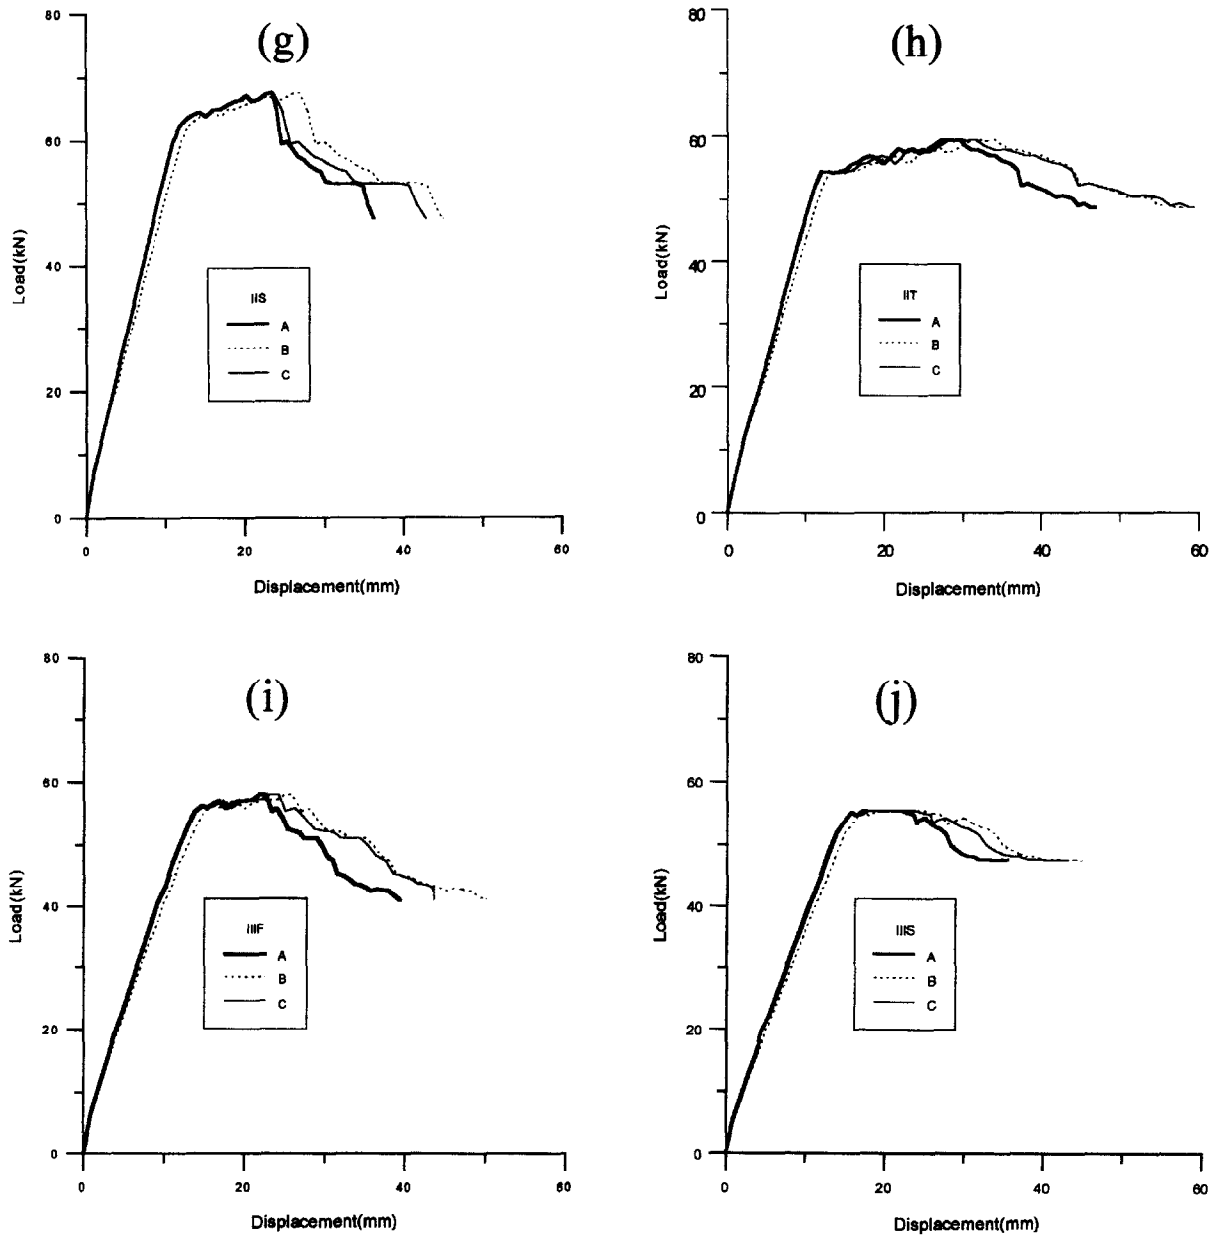 (g)
80
60
40
20
0
Load(kN)
IIS
A
B
C
0 20 40 60
Displacement(mm)
(h)
80
60
40
20
0
Load(kN)
IIT
A
B
C
0 20 40 60
Displacement(mm)
(i)
80
60
40
20
0
Load(kN)
IIIF
A
B
C
0 20 40 60
Displacement(mm)
(j)
80
60
40
20
0
Load(kN)
IIIS
A
B
C
0 20 40 60
Displacement(mm)